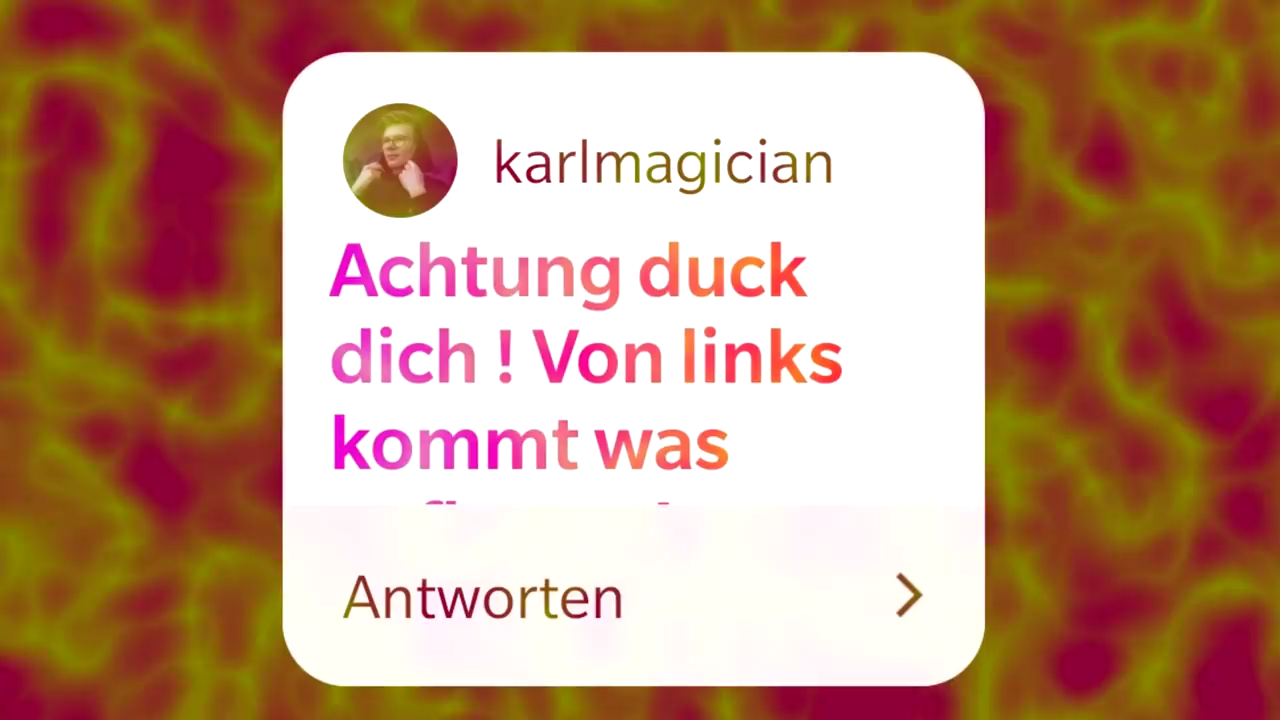 karlmagician
Achtung duck
dich ! Von links
kommt was
Antworten